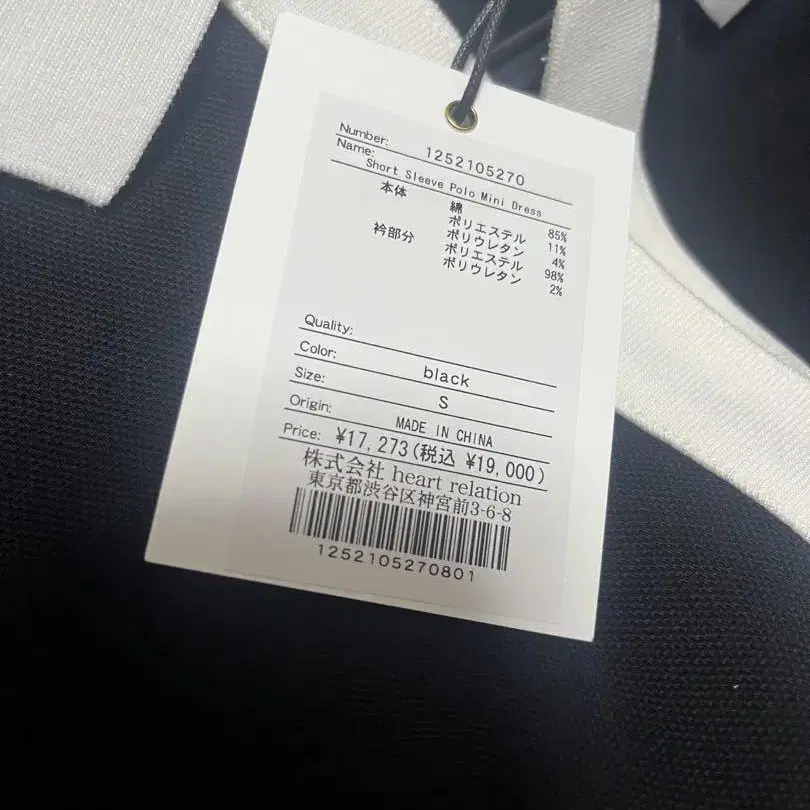 Number: 1252105270
Name:
Short Sleeve Polo Mini Dress
本体 綿 85%
ポリエステル 11%
ポリウレタン 4%
衿部分 ポリエステル 98%
ポリウレタン 2%
Quality:
Color: black
Size: S
Origin: MADE IN CHINA
Price: ¥17,273(税込 ¥19,000)
株式会社 heart relation
東京都渋谷区神宮前3-6-8
1252105270801